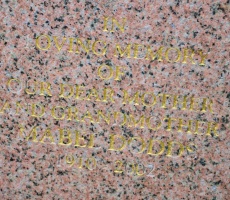 IN
LOVING MEMORY
OF
OUR DEAR MOTHER
AND GRANDMOTHER
MABEL